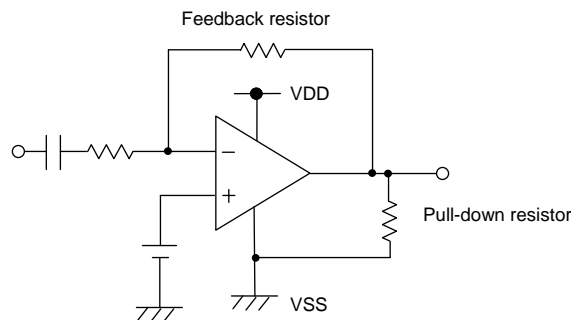 Feedback resistor
VDD
−
+
Pull-down resistor
VSS